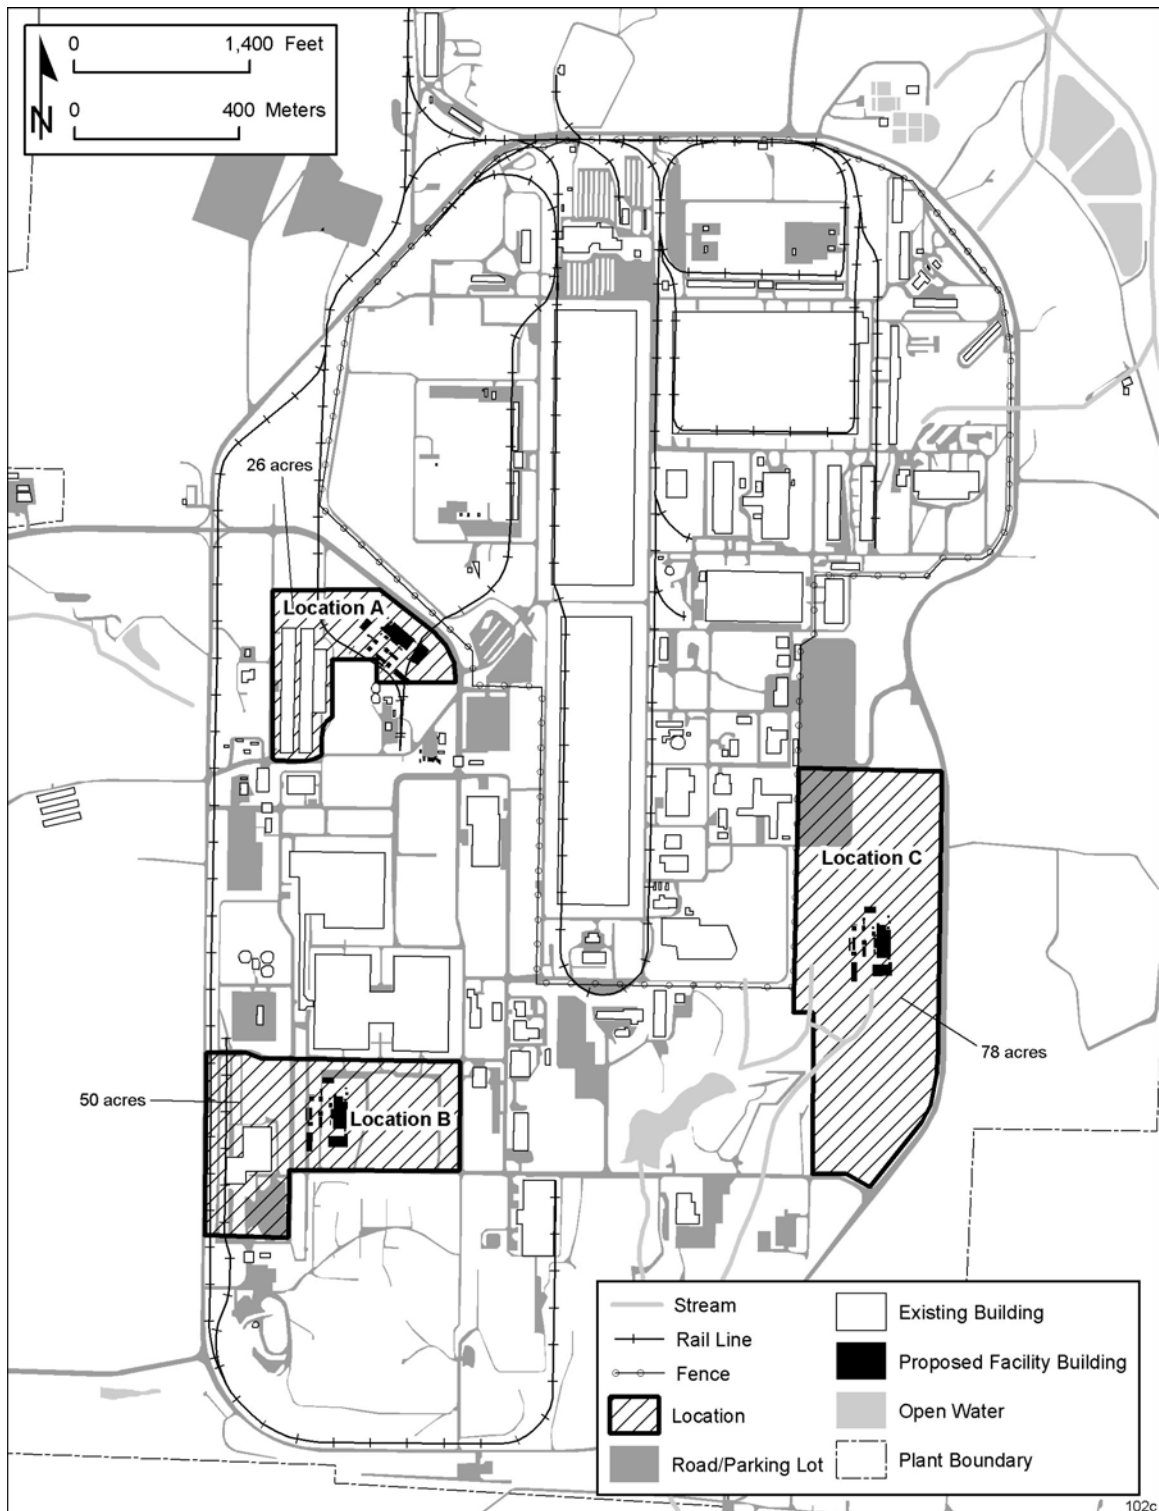 0 1,400 Feet
0 400 Meters
N
26 acres
Location A
Location C
78 acres
50 acres
Location B
Stream
Rail Line
Fence
Location
Road/Parking Lot
Existing Building
Proposed Facility Building
Open Water
Plant Boundary